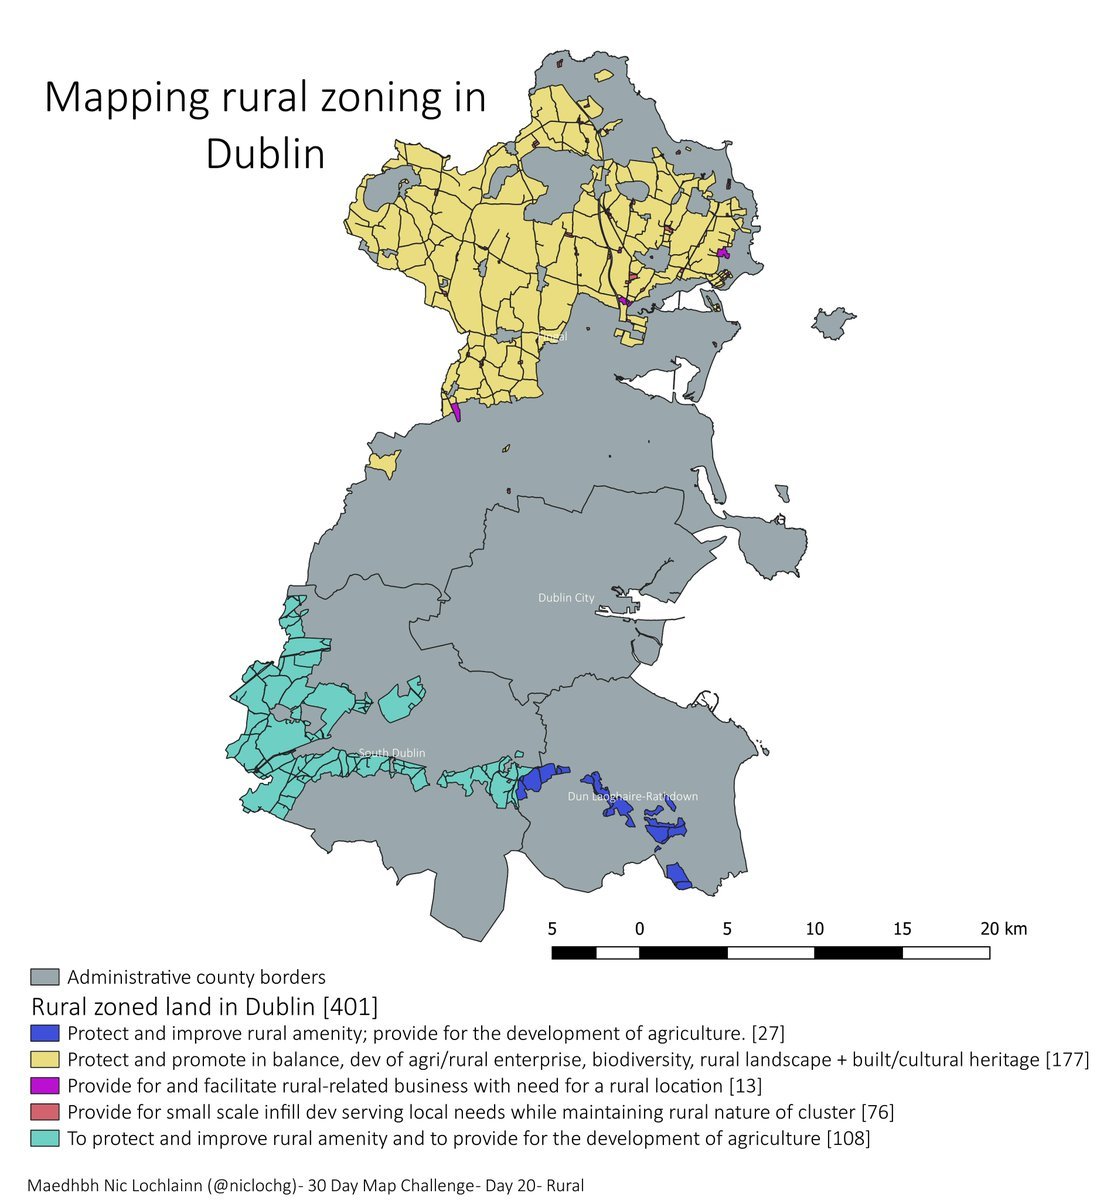 Mapping rural zoning in
Dublin
Dublin City
South Dublin
Dun Laoghaire-Rathdown
5 0 5 10 15 20 km
Administrative county borders
Rural zoned land in Dublin [401]
Protect and improve rural amenity; provide for the development of agriculture. [27]
Protect and promote in balance, dev of agri/rural enterprise, biodiversity, rural landscape + built/cultural heritage [177]
Provide for and facilitate rural-related business with need for a rural location [13]
Provide for small scale infill dev serving local needs while maintaining rural nature of cluster [76]
To protect and improve rural amenity and to provide for the development of agriculture [108]
Maedhbh Nic Lochlainn (@niclochg)- 30 Day Map Challenge- Day 20- Rural